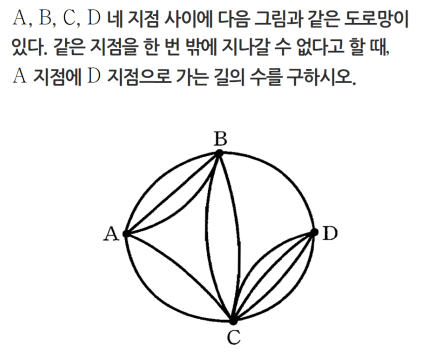 A, B, C, D 네 지점 사이에 다음 그림과 같은 도로망이
있다. 같은 지점을 한 번 밖에 지나갈 수 없다고 할 때,
A 지점에 D 지점으로 가는 길의 수를 구하시오.
B
A
D
C